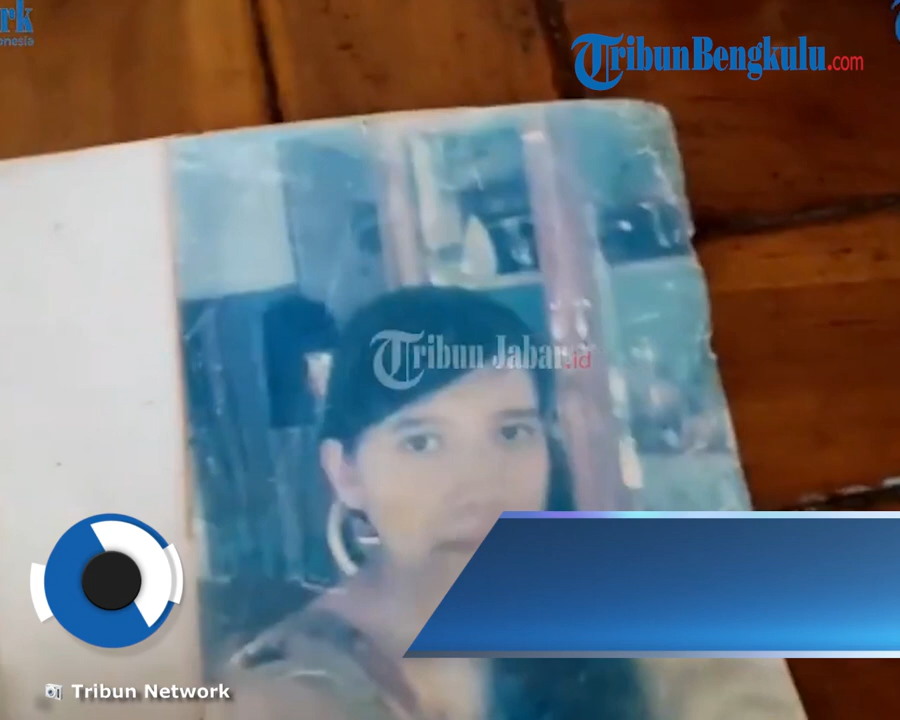 rk
onesia
TribunBengkulu.com
Tribun Jabar.id
Tribun Network